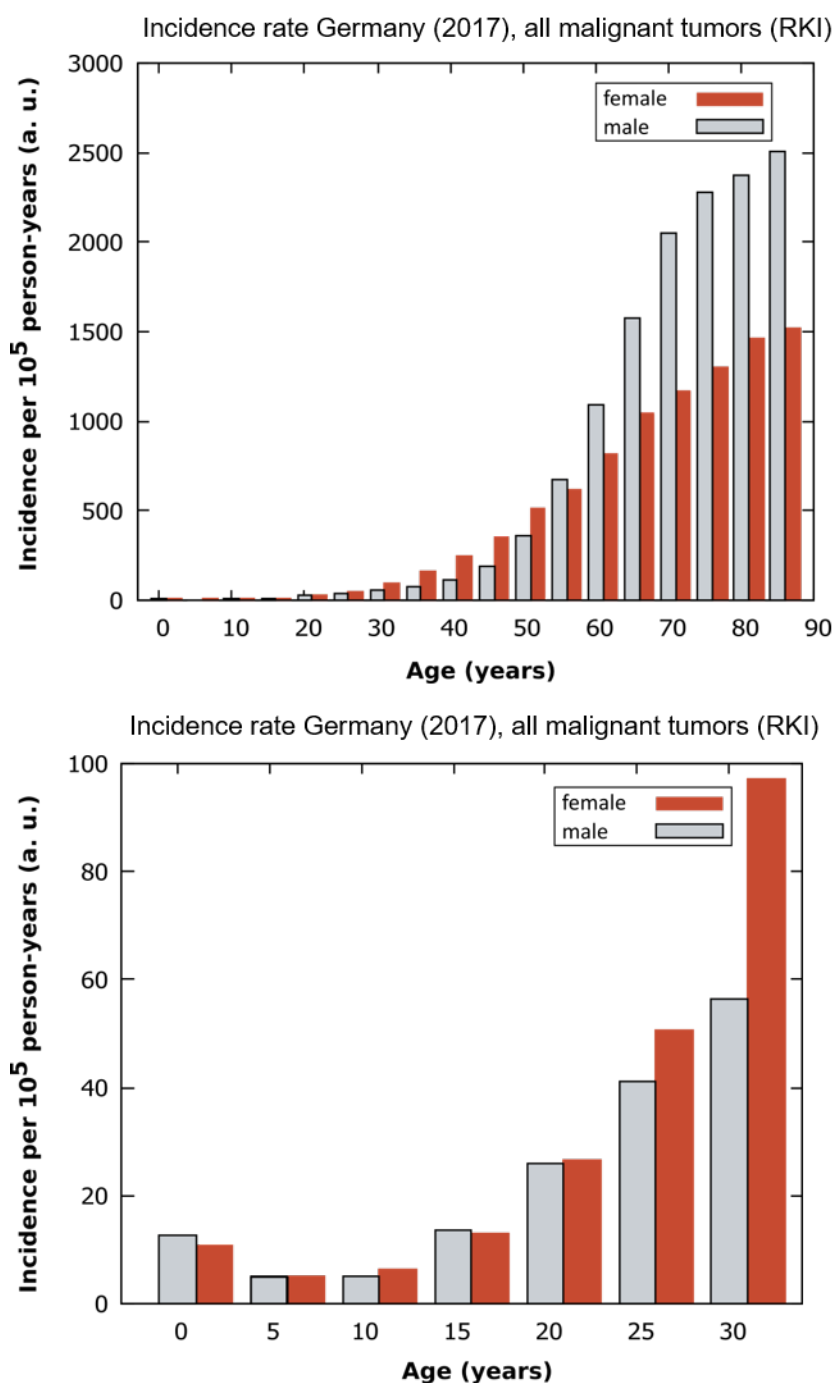 Incidence rate Germany (2017), all malignant tumors (RKI)
3000
2500
2000
1500
1000
500
0
Incidence per 10⁵ person-years (a. u.)
female
male
0 10 20 30 40 50 60 70 80 90
Age (years)
Incidence rate Germany (2017), all malignant tumors (RKI)
100
80
60
40
20
0
Incidence per 10⁵ person-years (a. u.)
female
male
0 5 10 15 20 25 30
Age (years)